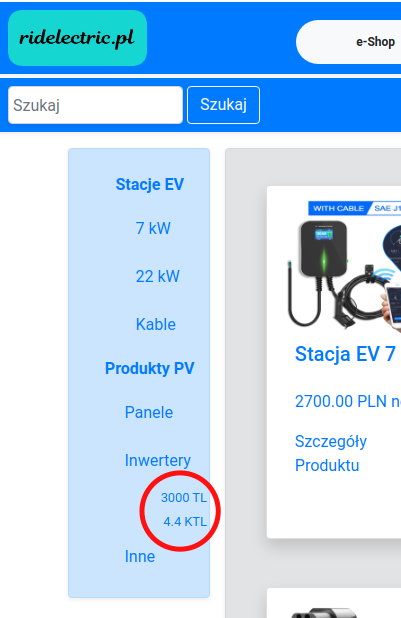 ridelectric.pl
e-Shop
Szukaj
Szukaj
Stacje EV
7 kW
22 kW
Kable
Produkty PV
Panele
Inwertery
3000 TL
4.4 KTL
Inne
WITH CABLE SAE J1
Stacja EV 7
2700.00 PLN n
Szczegóły
Produktu